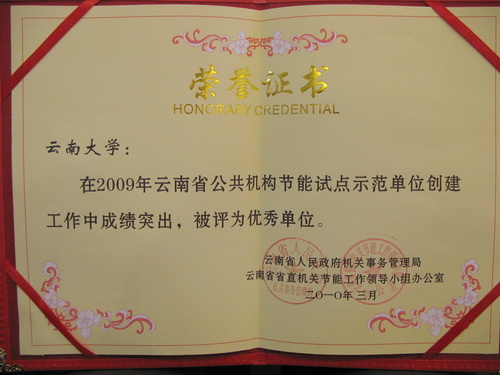 荣誉证书
HONORARY CREDENTIAL
云南大学：
在2009年云南省公共机构节能试点示范单位创建
工作中成绩突出，被评为优秀单位。
云南省人民政府机关事务管理局
云南省省直机关节能工作领导小组办公室
二〇一〇年三月